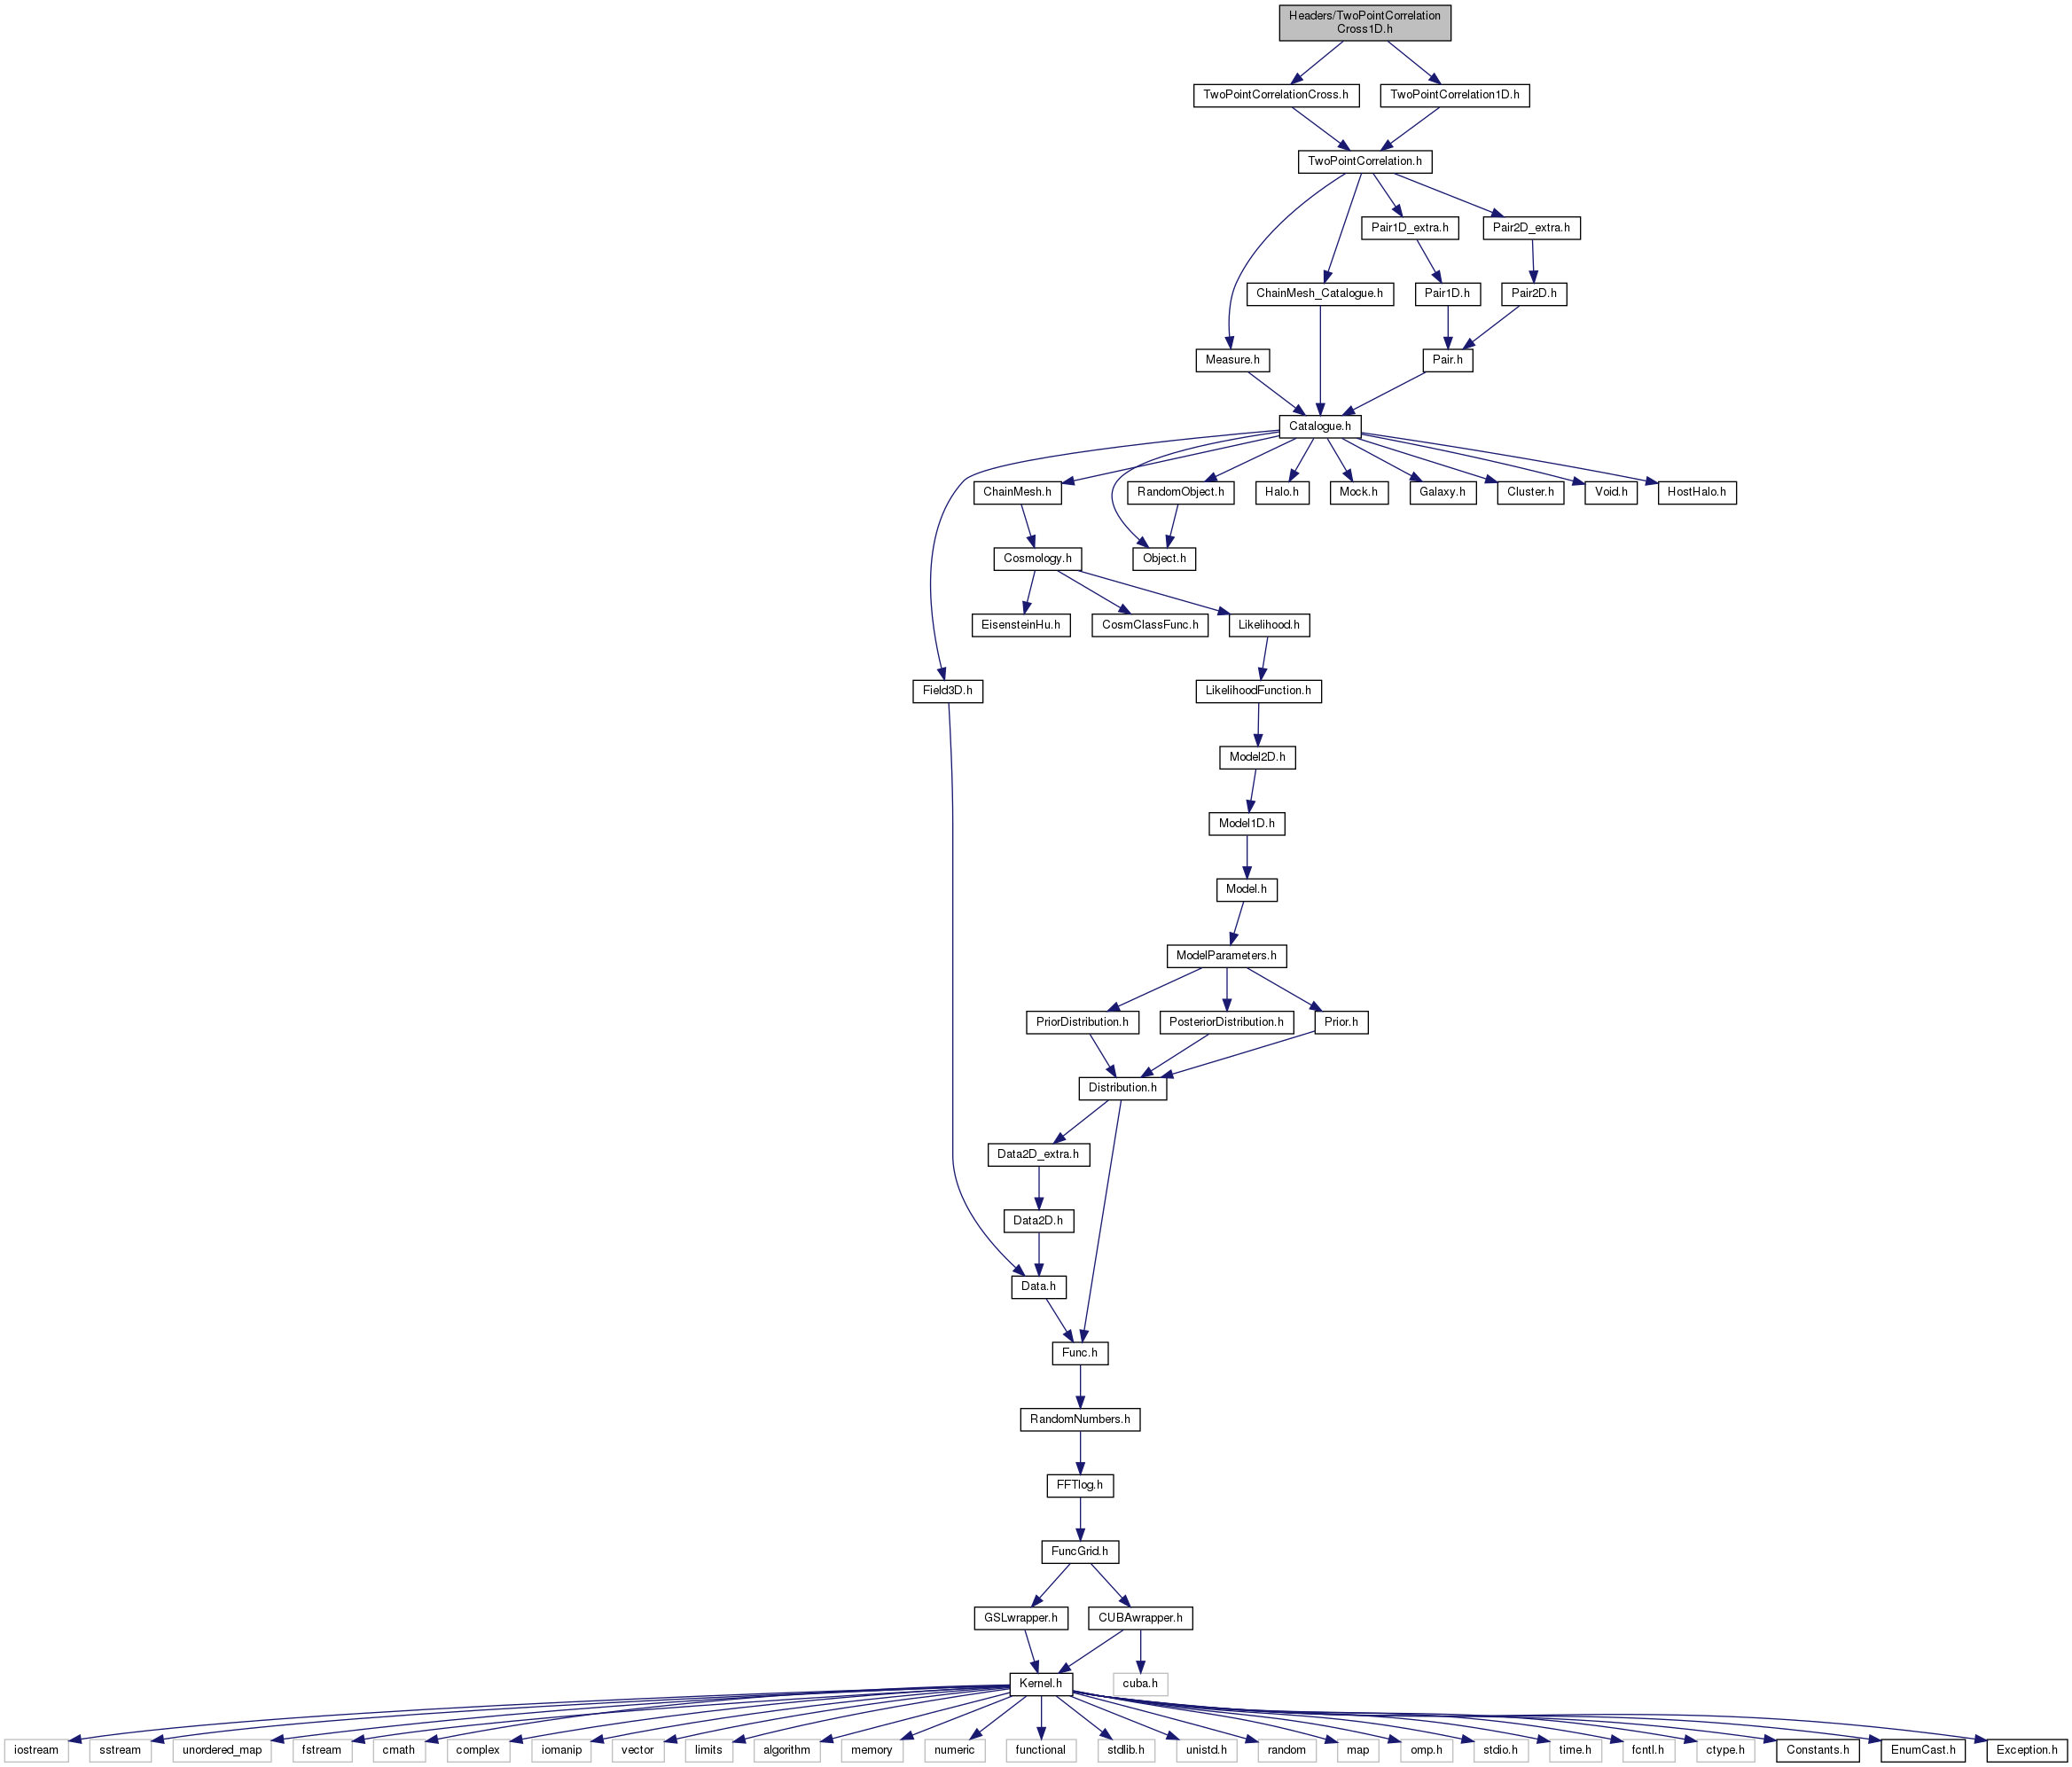 Headers/TwoPointCorrelation
Cross1D.h
TwoPointCorrelationCross.h
TwoPointCorrelation1D.h
TwoPointCorrelation.h
Pair1D_extra.h
Pair2D_extra.h
ChainMesh_Catalogue.h
Pair1D.h
Pair2D.h
Measure.h
Pair.h
Catalogue.h
ChainMesh.h
RandomObject.h
Halo.h
Mock.h
Galaxy.h
Cluster.h
Void.h
HostHalo.h
Cosmology.h
Object.h
EisensteinHu.h
CosmClassFunc.h
Likelihood.h
Field3D.h
LikelihoodFunction.h
Model2D.h
Model1D.h
Model.h
ModelParameters.h
PriorDistribution.h
PosteriorDistribution.h
Prior.h
Distribution.h
Data2D_extra.h
Data2D.h
Data.h
Func.h
RandomNumbers.h
FFTlog.h
FuncGrid.h
GSLwrapper.h
CUBAwrapper.h
Kernel.h
cuba.h
iostream
sstream
unordered_map
fstream
cmath
complex
iomanip
vector
limits
algorithm
memory
numeric
functional
stdlib.h
unistd.h
random
map
omp.h
stdio.h
time.h
fcntl.h
ctype.h
Constants.h
EnumCast.h
Exception.h